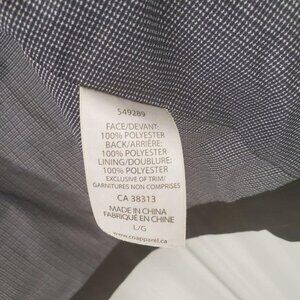 549289
FACE/DEVANT:
100% POLYESTER
BACK/ARRIÈRE:
100% POLYESTER
LINING/DOUBLURE:
100% POLYESTER
EXCLUSIVE OF TRIM/
GARNITURES NON COMPRISES
CA 38313
MADE IN CHINA
FABRIQUÉ EN CHINE
L/G
www.coapparel.ca